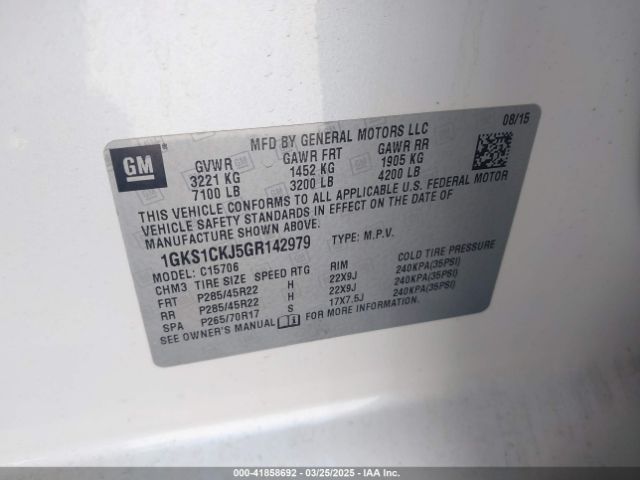 GM
MFD BY GENERAL MOTORS LLC
08/15
GVWR GAWR FRT GAWR RR
3221 KG 1452 KG 1905 KG
7100 LB 3200 LB 4200 LB
THIS VEHICLE CONFORMS TO ALL APPLICABLE U.S. FEDERAL MOTOR
VEHICLE SAFETY STANDARDS IN EFFECT ON THE DATE OF
MANUFACTURE SHOWN ABOVE.
1GKS1CKJ5GR142979 TYPE: M.P.V.
MODEL: C15706
CHM3 TIRE SIZE SPEED RTG RIM COLD TIRE PRESSURE
FRT P285/45R22 H 22X9J 240KPA(35PSI)
RR P285/45R22 H 22X9J 240KPA(35PSI)
SPA P265/70R17 S 17X7.5J 240KPA(35PSI)
SEE OWNER'S MANUAL FOR MORE INFORMATION.
000-41858692 — 03/25/2025 — IAA Inc.